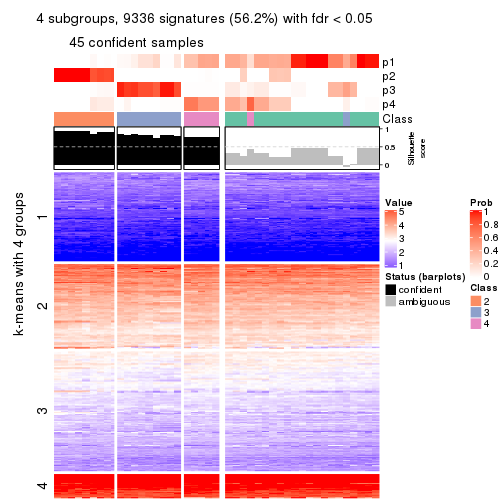 4 subgroups, 9336 signatures (56.2%) with fdr < 0.05
45 confident samples
p1
p2
p3
p4
Class
1
0.5
0
Silhouette
score
k-means with 4 groups
1
2
3
4
Value
5
4
3
2
1
Status (barplots)
confident
ambiguous
Prob
1
0.8
0.6
0.4
0.2
0
Class
2
3
4